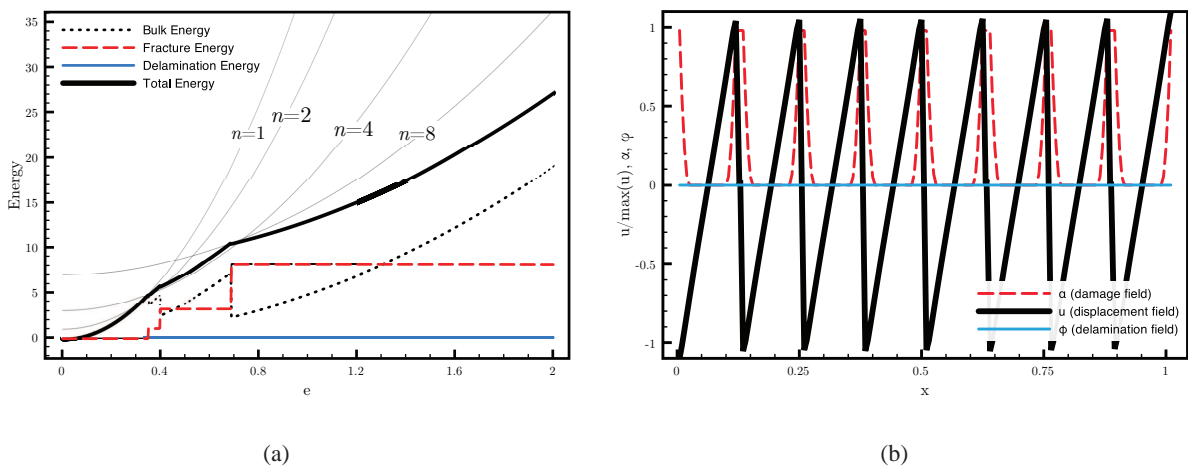 35
30
25
20
15
10
5
0
Energy
Bulk Energy
Fracture Energy
Delamination Energy
Total Energy
n=1
n=2
n=4
n=8
0 0.4 0.8 1.2 1.6 2
e
(a)
1
0.5
0
-0.5
-1
u/max(u), α, φ
α (damage field)
u (displacement field)
ϕ (delamination field)
0 0.25 0.5 0.75 1
x
(b)